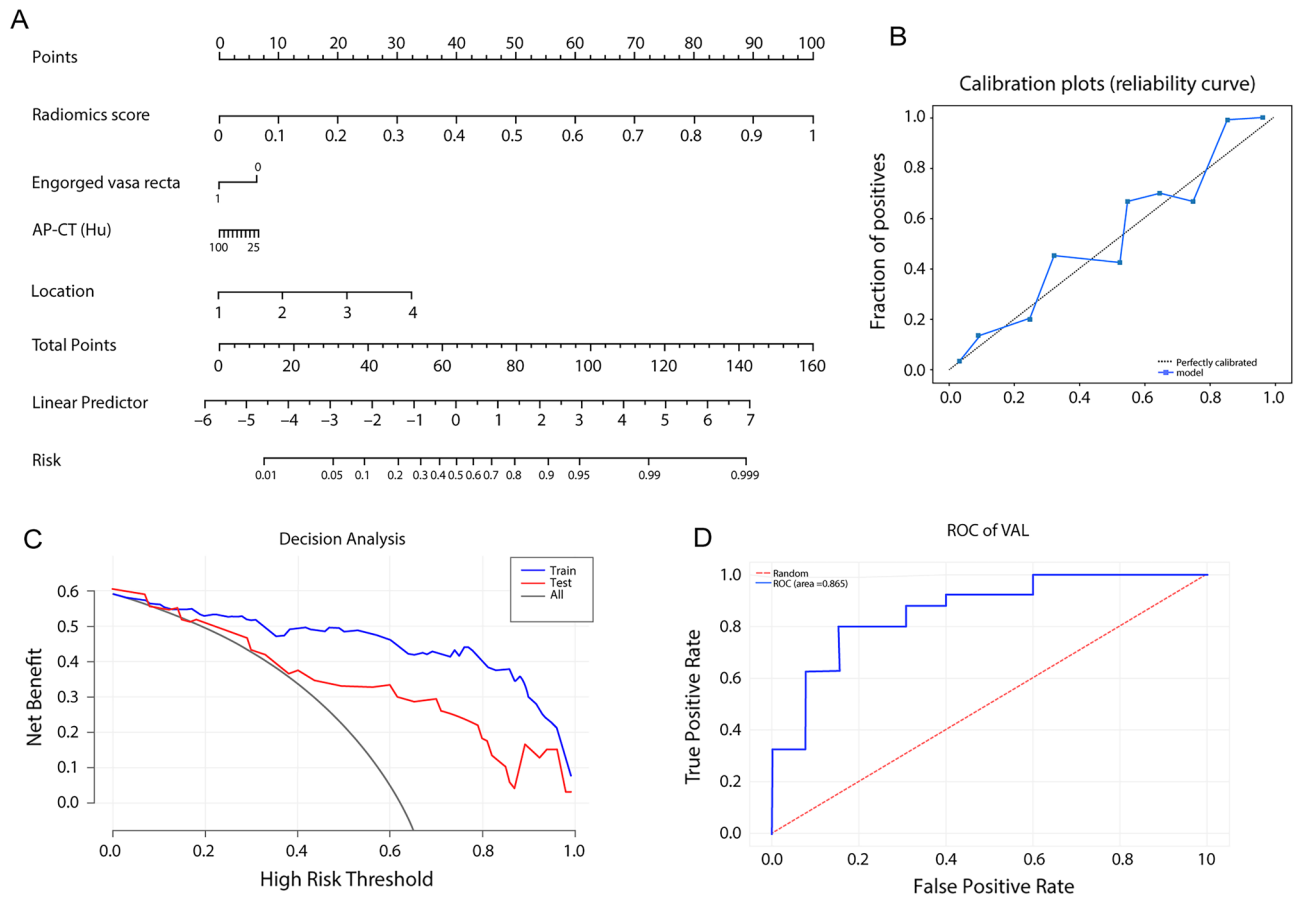 A
Points
0 10 20 30 40 50 60 70 80 90 100
Radiomics score
0 0.1 0.2 0.3 0.4 0.5 0.6 0.7 0.8 0.9 1
Engorged vasa recta
0
1
AP-CT (Hu)
100 25
Location
1 2 3 4
Total Points
0 20 40 60 80 100 120 140 160
Linear Predictor
−6 −5 −4 −3 −2 −1 0 1 2 3 4 5 6 7
Risk
0.01 0.05 0.1 0.2 0.3 0.4 0.5 0.6 0.7 0.8 0.9 0.95 0.99 0.999
B
Calibration plots (reliability curve)
Fraction of positives
1.0
0.8
0.6
0.4
0.2
0.0
Perfectly calibrated
model
0.0 0.2 0.4 0.6 0.8 1.0
C
Decision Analysis
Train
Test
All
Net Benefit
0.6
0.5
0.4
0.3
0.2
0.1
0.0
0.0 0.2 0.4 0.6 0.8 1.0
High Risk Threshold
D
ROC of VAL
Random
ROC (area =0.865)
True Positive Rate
1.0
0.8
0.6
0.4
0.2
0.0
0.0 0.2 0.4 0.6 0.8 10
False Positive Rate